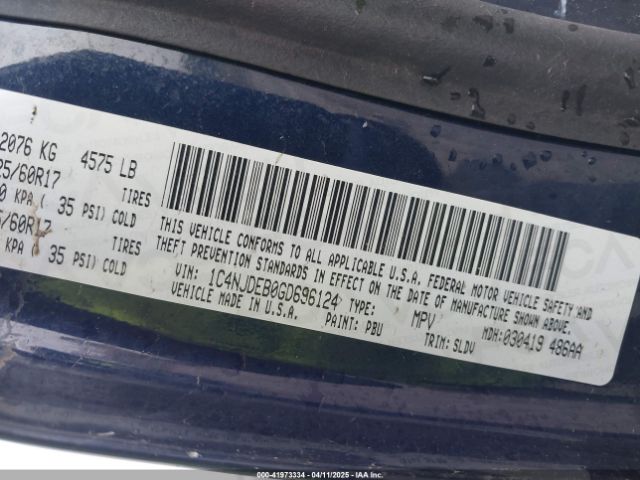 2076 KG 4575 LB
25/60R17 TIRES
0 KPA ( 35 PSI) COLD
/60R17 TIRES
KPA ( 35 PSI) COLD
THIS VEHICLE CONFORMS TO ALL APPLICABLE U.S.A. FEDERAL MOTOR VEHICLE SAFETY AND
THEFT PREVENTION STANDARDS IN EFFECT ON THE DATE OF MANUFACTURE SHOWN ABOVE.
VIN: 1C4NJDEB0GD696124 TYPE: MPV MDH:030419 486AA
VEHICLE MADE IN U.S.A. PAINT: PBU TRIM: SLDV
000-41973334 - 04/11/2025 - IAAI.COM